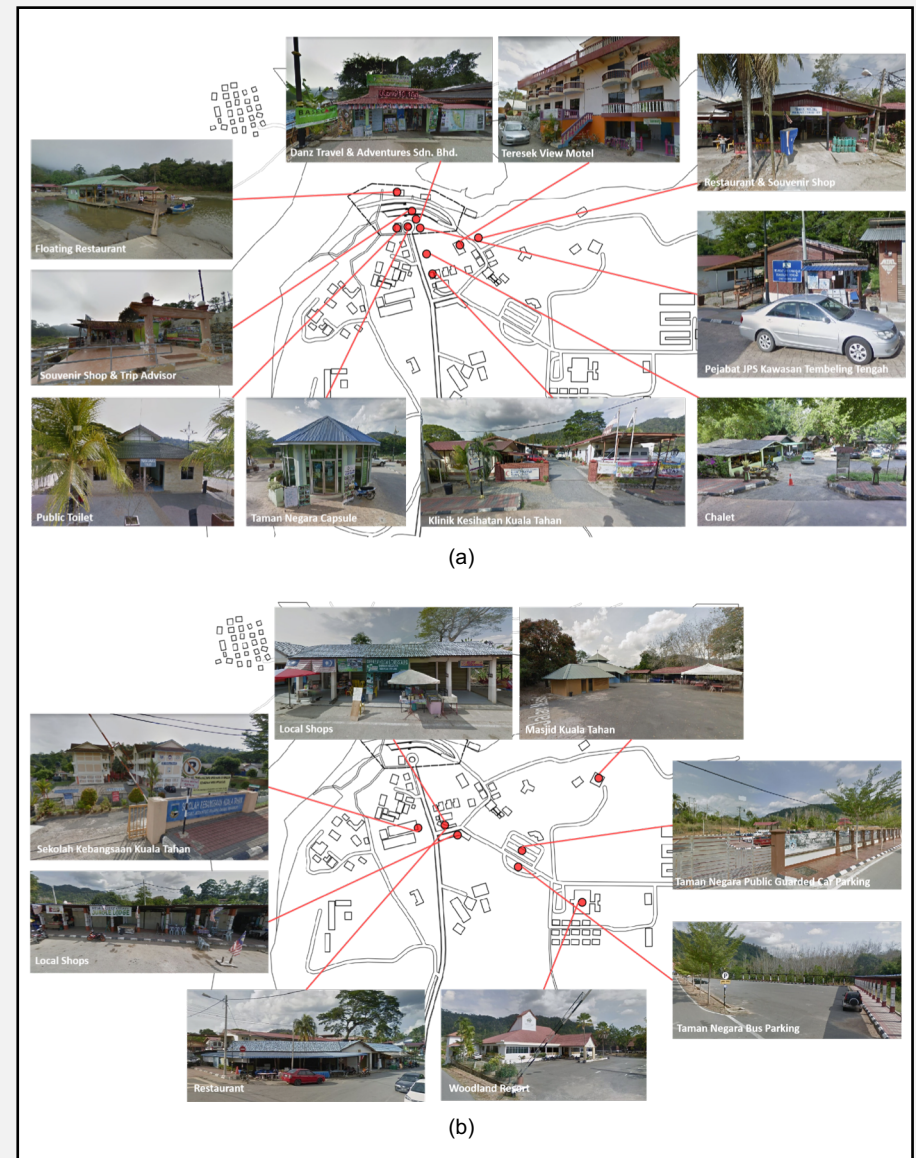 Danz Travel & Adventures Sdn. Bhd.
Teresek View Motel
Restaurant & Souvenir Shop
Floating Restaurant
Souvenir Shop & Trip Advisor
Pejabat JPS Kawasan Tembeling Tengah
Public Toilet
Taman Negara Capsule
Klinik Kesihatan Kuala Tahan
Chalet
(a)
Local Shops
Masjid Kuala Tahan
Sekolah Kebangsaan Kuala Tahan
Taman Negara Public Guarded Car Parking
Local Shops
Taman Negara Bus Parking
Restaurant
Woodland Resort
(b)